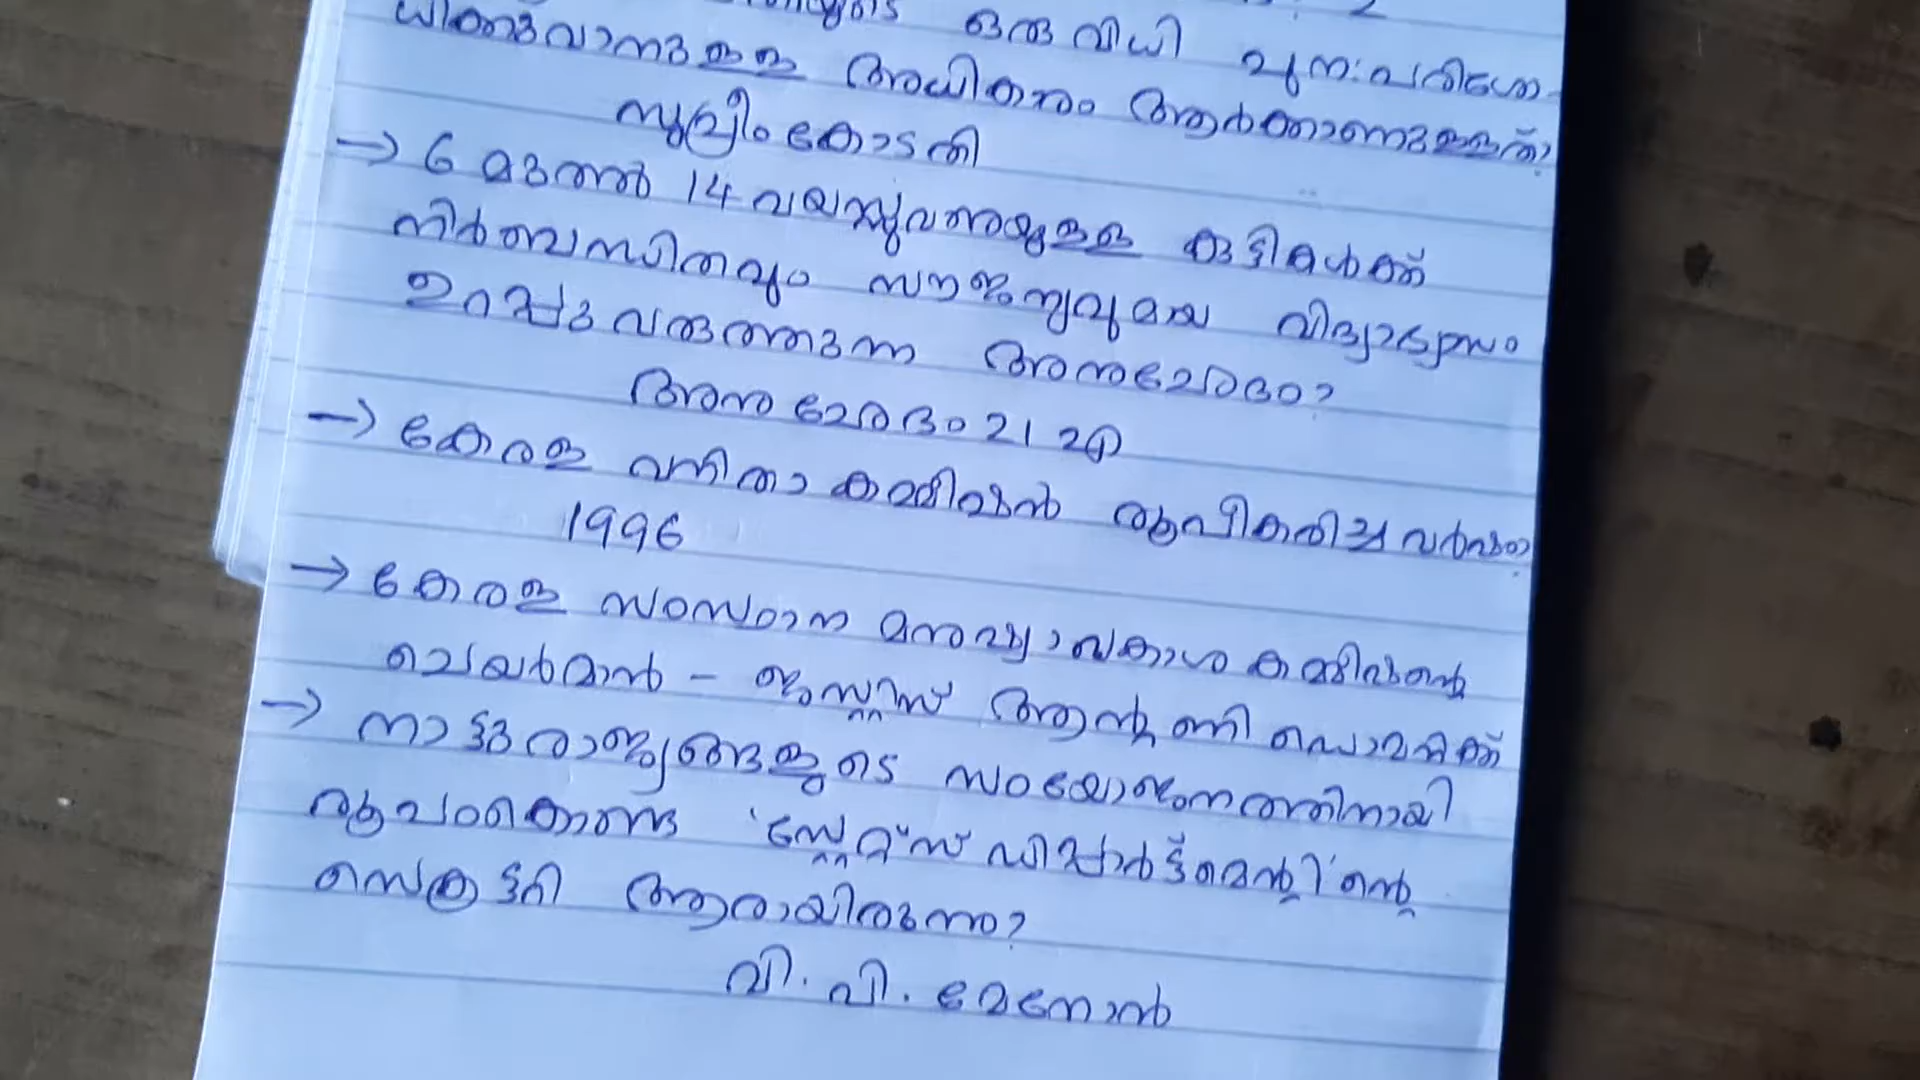 ഒരു വിധി പുന:പരിശോ-
ധിക്കുവാനുള്ള അധികാരം ആർക്കാണുള്ളത്?
സുപ്രീം കോടതി
→ 6 മുതൽ 14 വയസ്സുവരെയുള്ള കുട്ടികൾക്ക്
നിർബന്ധിതവും സൗജന്യവുമായ വിദ്യാഭ്യാസം
ഉറപ്പുവരുത്തുന്ന അനുഛേദം?
അനുഛേദം 21 എ
→ കേരള വനിതാ കമ്മീഷൻ രൂപീകരിച്ച വർഷം
1996
→ കേരള സംസ്ഥാന മനുഷ്യാവകാശ കമ്മീഷന്റെ
ചെയർമാൻ - ജസ്റ്റിസ് ആന്റണി ഡൊമനിക്
→ നാട്ടുരാജ്യങ്ങളുടെ സംയോജനത്തിനായി
രൂപംകൊണ്ട 'സ്റ്റേറ്റ്സ് ഡിപ്പാർട്ട്മെന്റി'ന്റെ
സെക്രട്ടറി ആരായിരുന്നു?
വി. പി. മേനോൻ